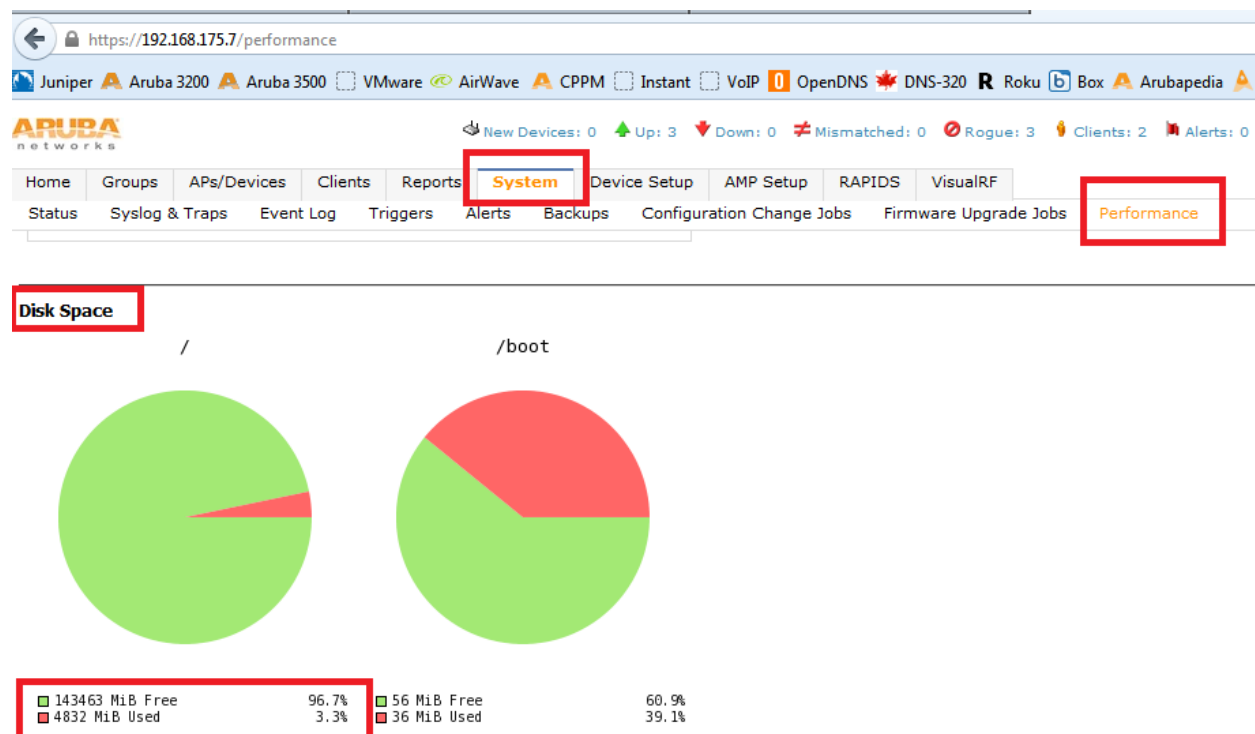 https://192.168.175.7/performance
Juniper Aruba 3200 Aruba 3500 VMware AirWave CPPM Instant VoIP OpenDNS DNS-320 R Roku b Box Arubapedia
ARUBA
networks
New Devices: 0 Up: 3 Down: 0 Mismatched: 0 Rogue: 3 Clients: 2 Alerts: 0
Home Groups APs/Devices Clients Reports System Device Setup AMP Setup RAPIDS VisualRF
Status Syslog & Traps Event Log Triggers Alerts Backups Configuration Change Jobs Firmware Upgrade Jobs Performance
Disk Space
/ /boot
143463 MiB Free 96.7% 56 MiB Free 60.9%
4832 MiB Used 3.3% 36 MiB Used 39.1%